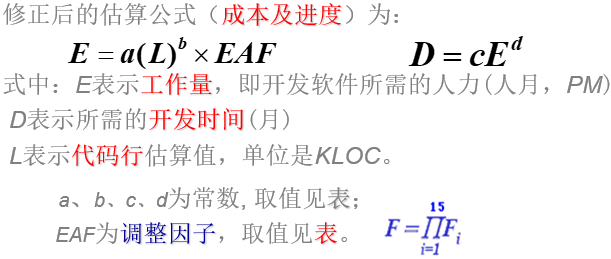 修正后的估算公式（成本及进度）为：
E = a(L)^b × EAF D = cE^d
式中：E表示工作量，即开发软件所需的人力(人月，PM)
D表示所需的开发时间(月)
L表示代码行估算值，单位是KLOC。
a、b、c、d为常数, 取值见表；
EAF为调整因子，取值见表。 F = ∏_{i=1}^{15} F_i